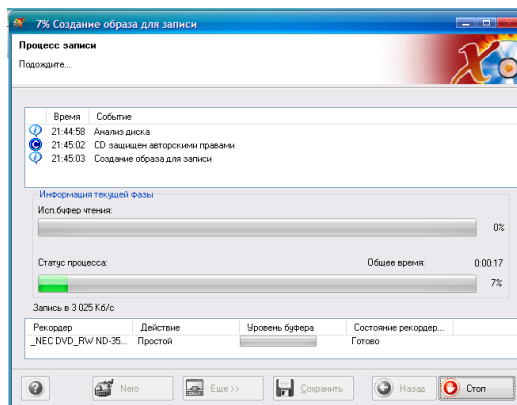 7% Создание образа для записи
Процесс записи
Подождите...
Время Событие
21:44:58 Анализ диска
21:45:02 CD защищен авторскими правами
21:45:03 Создание образа для записи
Информация текущей фазы
Исп.буфер чтения:
0%
Статус процесса: Общее время: 0:00:17
7%
Запись в 3 025 Кб/с
Рекордер Действие Уровень буфера Состояние рекордер...
_NEC DVD_RW ND-35... Простой Готово
Nero Еще >> Сохранить Назад Стоп